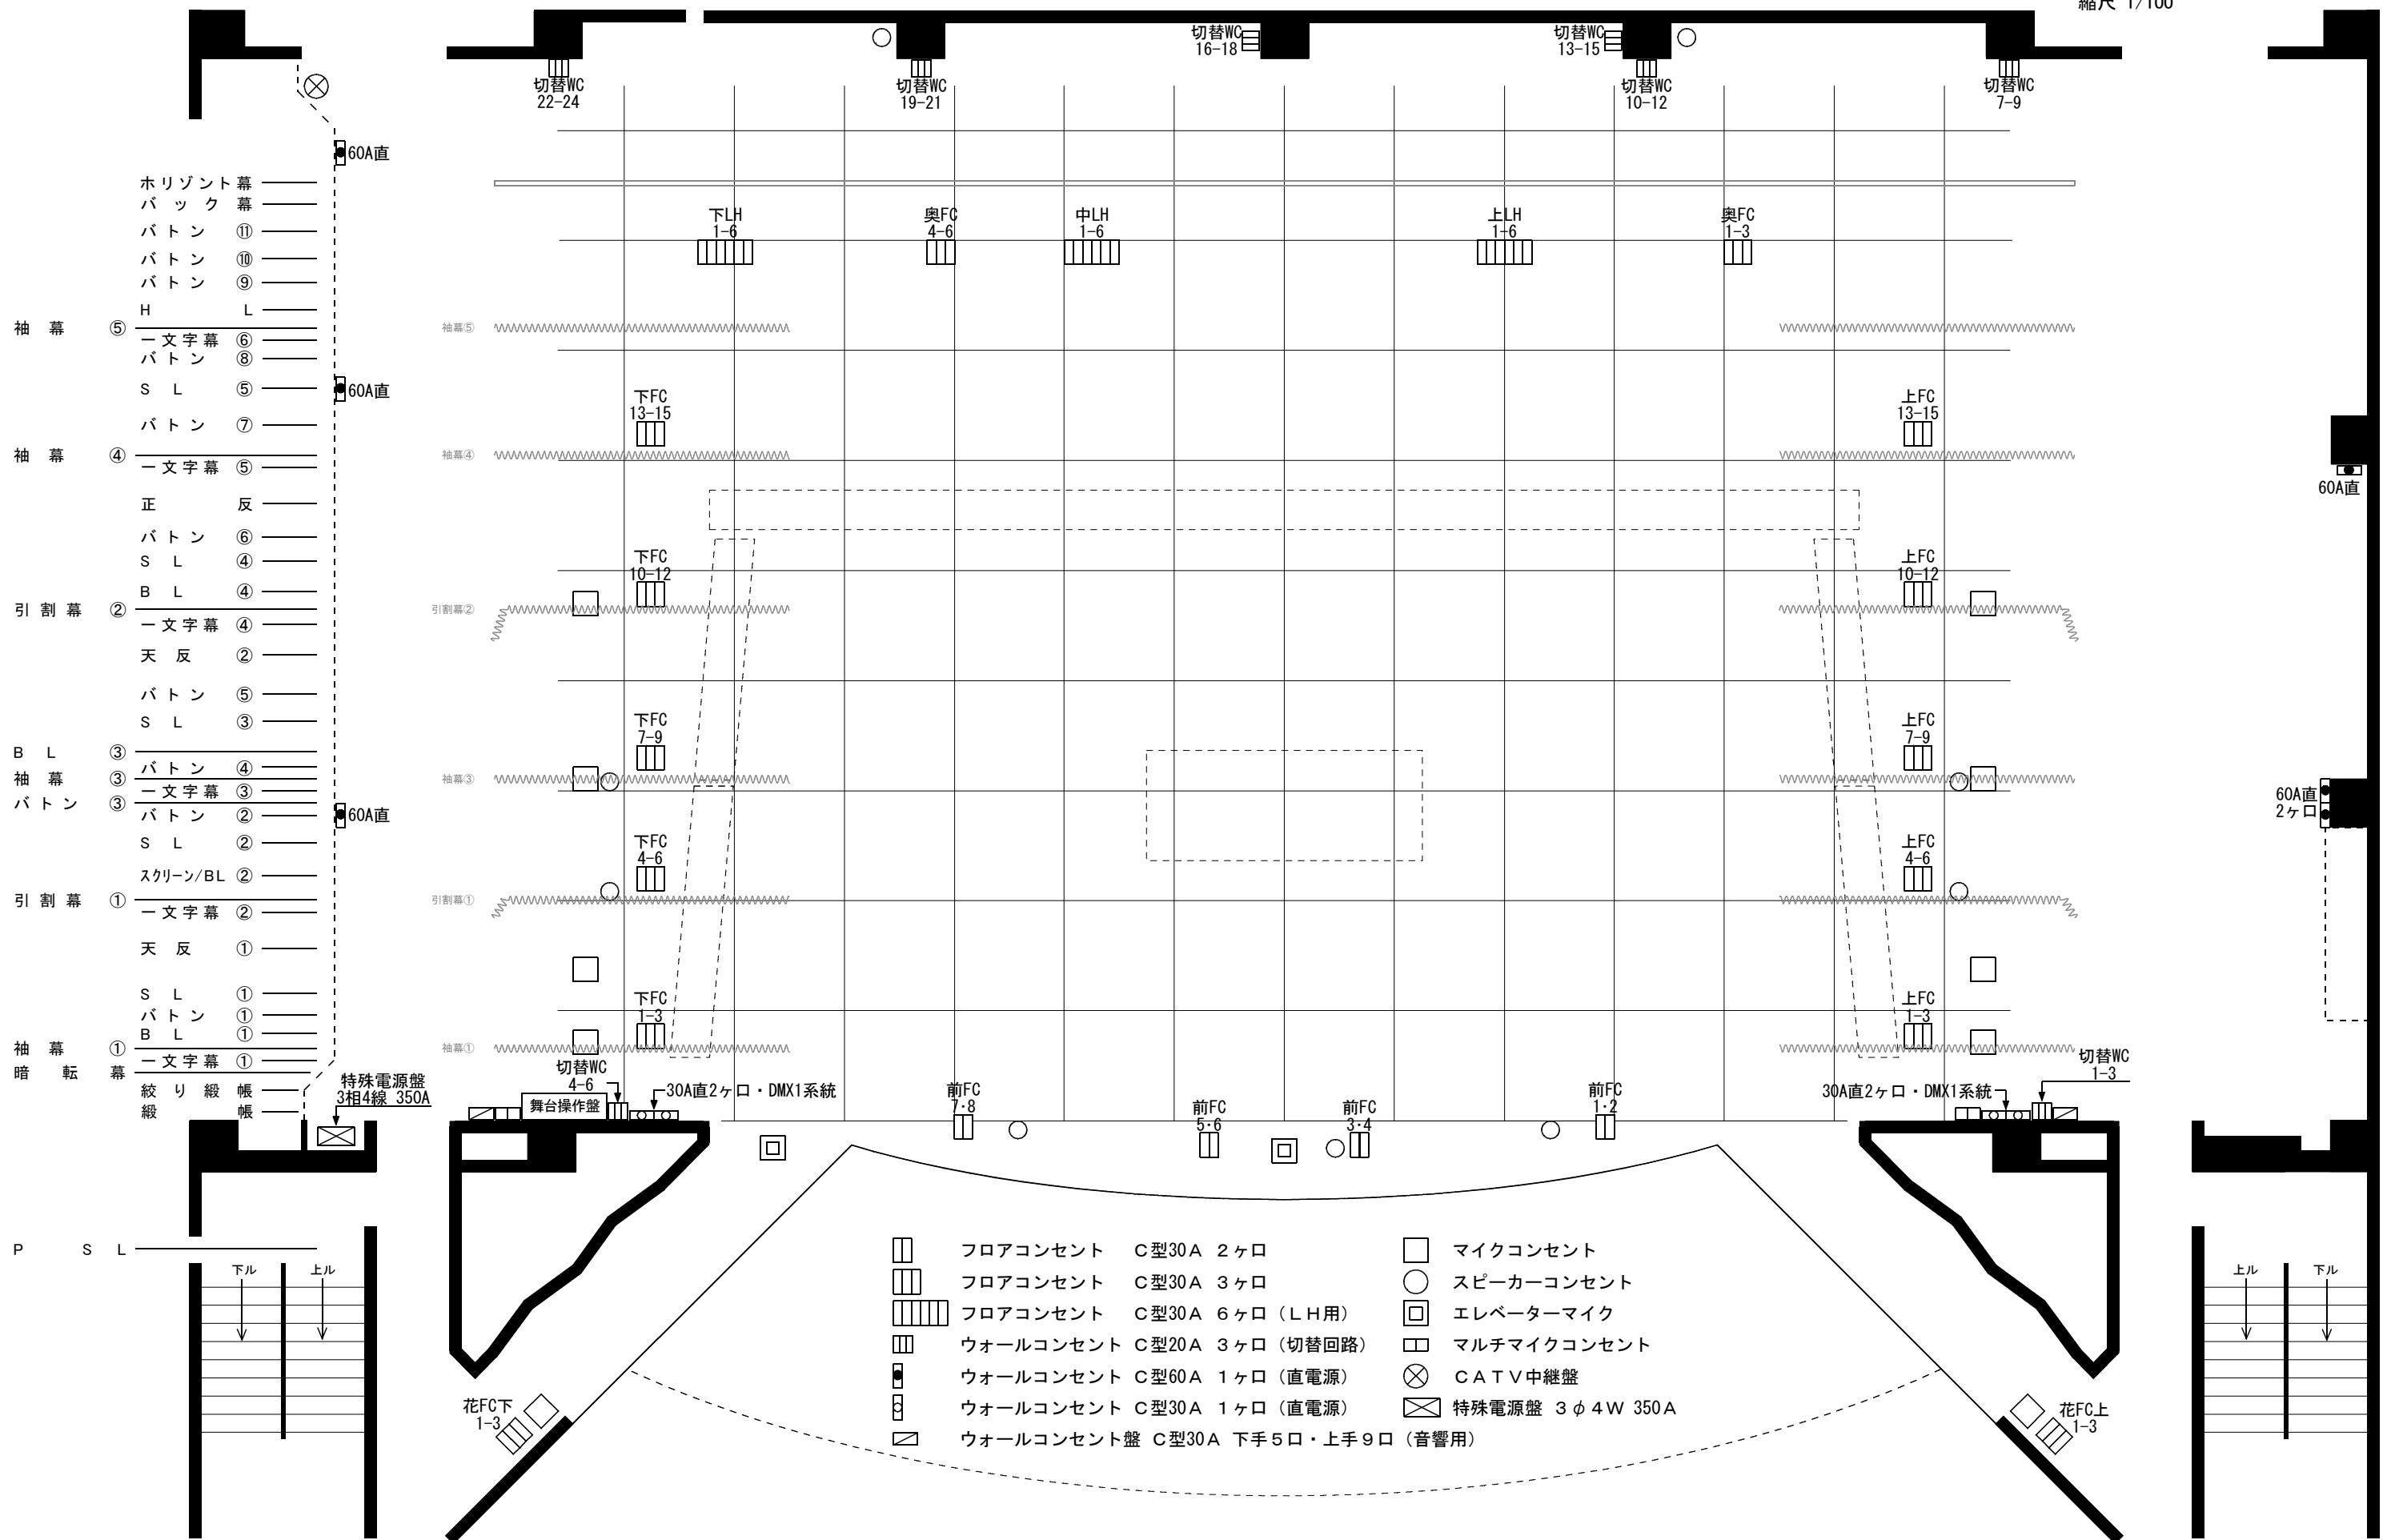 縮尺 1/100
切替WC
22-24
切替WC
19-21
切替WC
16-18
切替WC
13-15
切替WC
10-12
切替WC
7-9
60A直
ホリゾント幕
バック幕
バトン ⑪
バトン ⑩
バトン ⑨
H L
袖幕 ⑤
一文字幕 ⑥
バトン ⑧
S L ⑤
バトン ⑦
袖幕 ④
一文字幕 ⑤
正 反
バトン ⑥
S L ④
B L ④
引割幕 ②
一文字幕 ④
天反 ②
バトン ⑤
S L ③
B L ③
バトン ④
袖幕 ③
一文字幕 ③
バトン ③
バトン ②
S L ②
スクリーン/BL ②
引割幕 ①
一文字幕 ②
天反 ①
S L ①
バトン ①
B L ①
袖幕 ①
一文字幕 ①
暗転幕
絞り緞帳
緞帳
P S L
60A直
60A直
特殊電源盤
3相4線 350A
下LH
1-6
奥FC
4-6
中LH
1-6
上LH
1-6
奥FC
1-3
袖幕⑤
下FC
13-15
上FC
13-15
袖幕④
60A直
下FC
10-12
上FC
10-12
引割幕②
下FC
7-9
上FC
7-9
袖幕③
60A直
2ヶ口
下FC
4-6
上FC
4-6
引割幕①
下FC
1-3
上FC
1-3
袖幕①
切替WC
4-6
舞台操作盤
30A直2ヶ口・DMX1系統
前FC
7・8
前FC
5・6
前FC
3・4
前FC
1・2
30A直2ヶ口・DMX1系統
切替WC
1-3
下ル
上ル
上ル
下ル
花FC下
1-3
花FC上
1-3
フロアコンセント C型30A 2ヶ口
フロアコンセント C型30A 3ヶ口
フロアコンセント C型30A 6ヶ口（LH用）
ウォールコンセント C型20A 3ヶ口（切替回路）
ウォールコンセント C型60A 1ヶ口（直電源）
ウォールコンセント C型30A 1ヶ口（直電源）
ウォールコンセント盤 C型30A 下手5口・上手9口（音響用）
マイクコンセント
スピーカーコンセント
エレベーターマイク
マルチマイクコンセント
CATV中継盤
特殊電源盤 3φ4W 350A